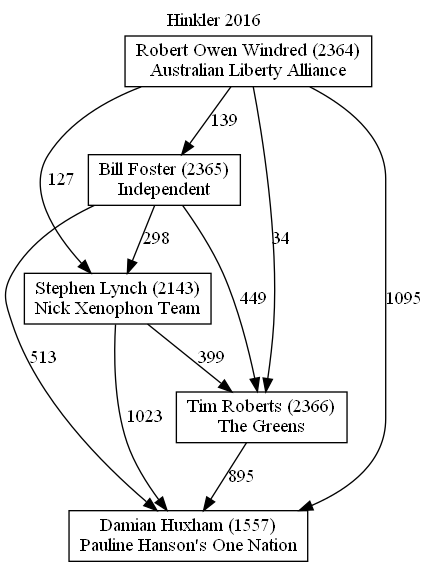 Hinkler 2016
Robert Owen Windred (2364)
Australian Liberty Alliance
139
Bill Foster (2365)
Independent
127
298
34
Stephen Lynch (2143)
Nick Xenophon Team
449
1095
513
399
Tim Roberts (2366)
The Greens
1023
895
Damian Huxham (1557)
Pauline Hanson's One Nation